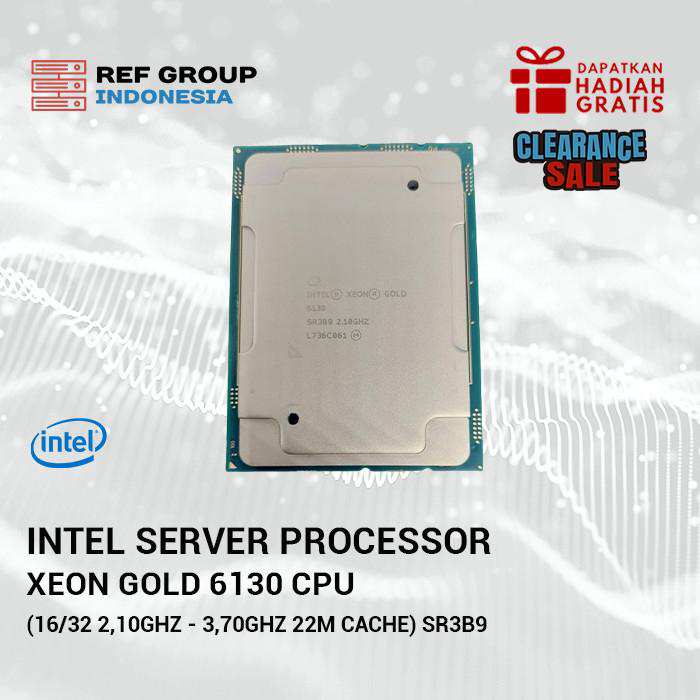 REF GROUP
INDONESIA
DAPATKAN
HADIAH
GRATIS
CLEARANCE
SALE
INTEL® XEON® GOLD
6130
SR3B9 2.10GHZ
L736C061
intel
INTEL SERVER PROCESSOR
XEON GOLD 6130 CPU
(16/32 2,10GHZ - 3,70GHZ 22M CACHE) SR3B9